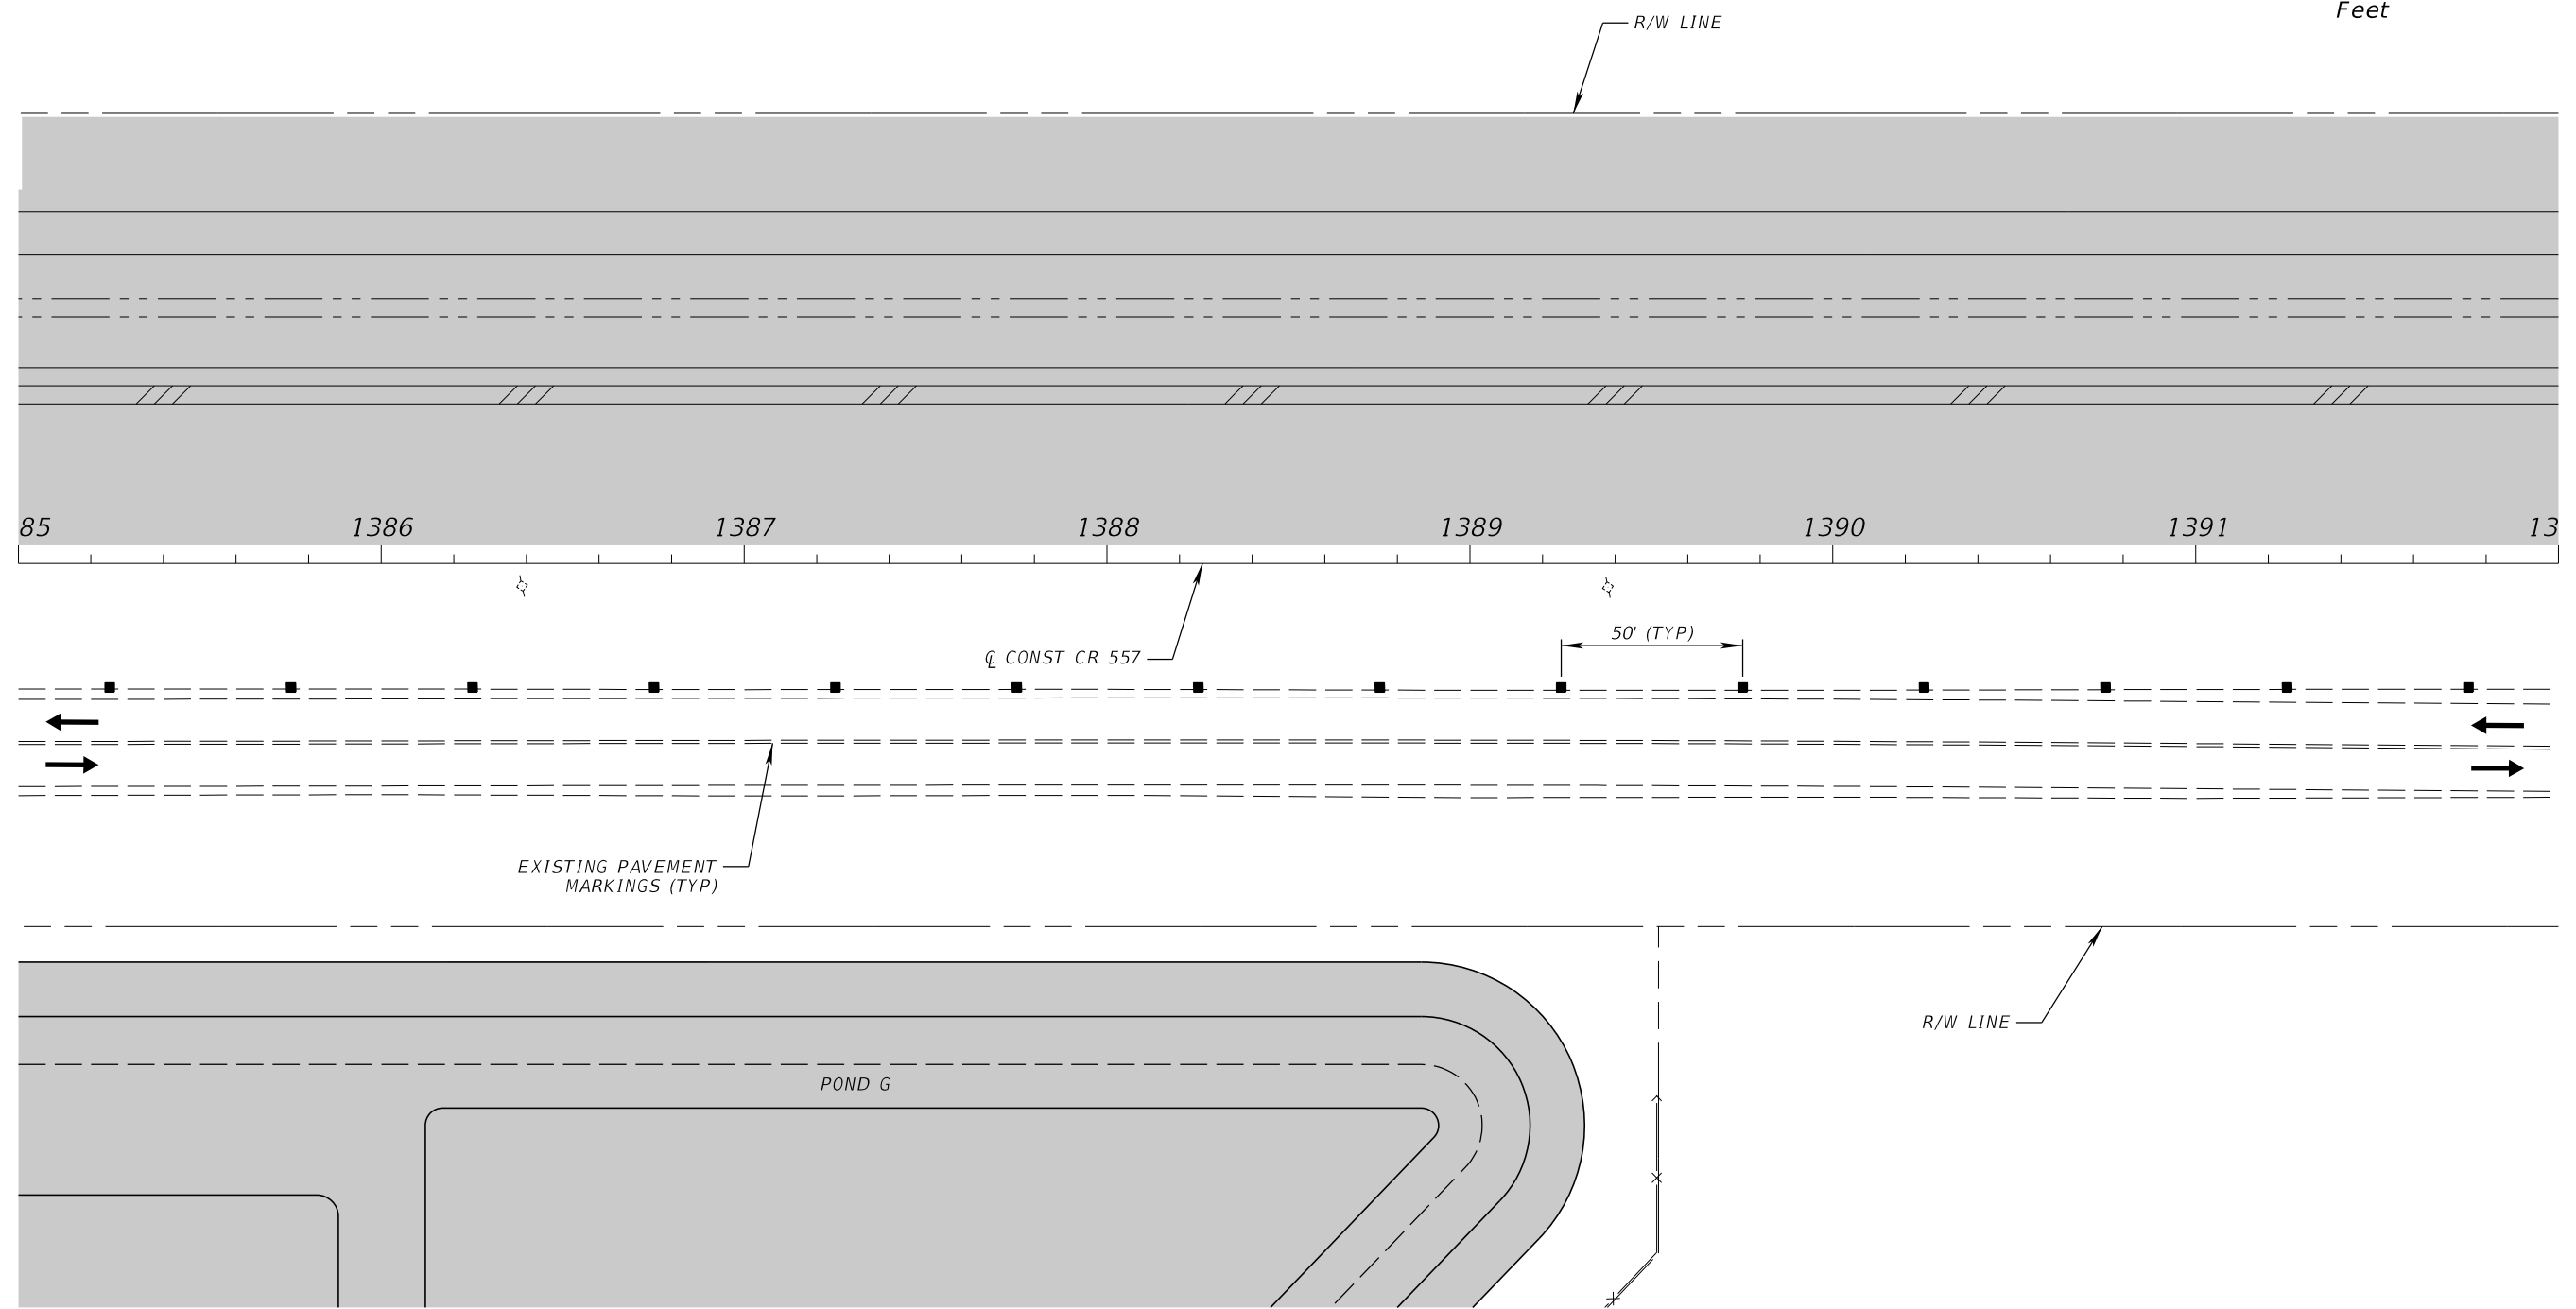 Feet
R/W LINE
85 1386 1387 1388 1389 1390 1391 13
50' (TYP)
℄ CONST CR 557
EXISTING PAVEMENT
MARKINGS (TYP)
R/W LINE
POND G